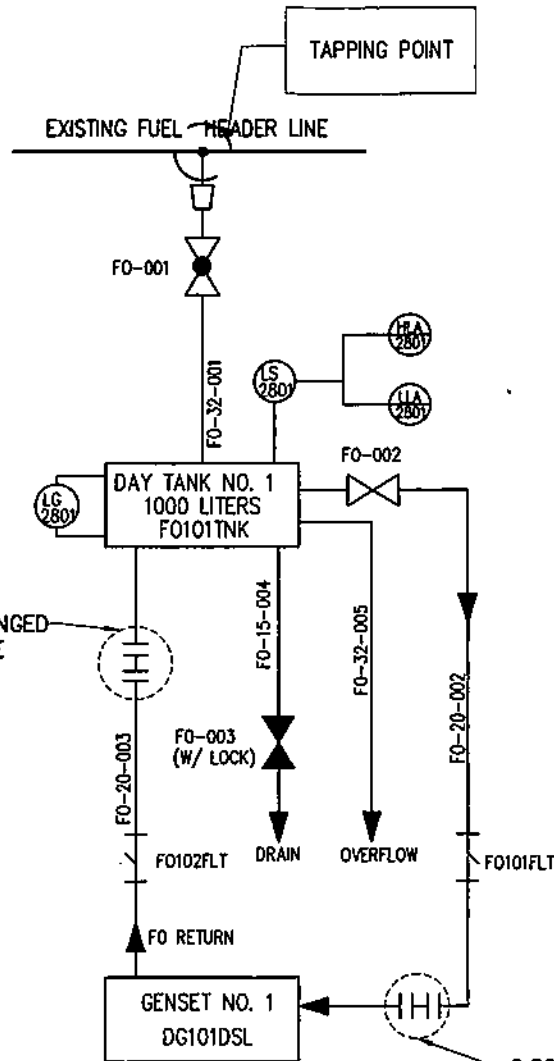 TAPPING POINT
EXISTING FUEL HEADER LINE
FO-001
FO-32-001
HLA
2801
LS
2801
LLA
2801
FO-002
DAY TANK NO. 1
1000 LITERS
FO101TNK
LG
2801
NGED
E
FO-15-004
FO-32-005
FO-20-002
FO-20-003
FO-003
(W/ LOCK)
DRAIN
OVERFLOW
FO102FLT
FO101FLT
FO RETURN
GENSET NO. 1
DG101DSL